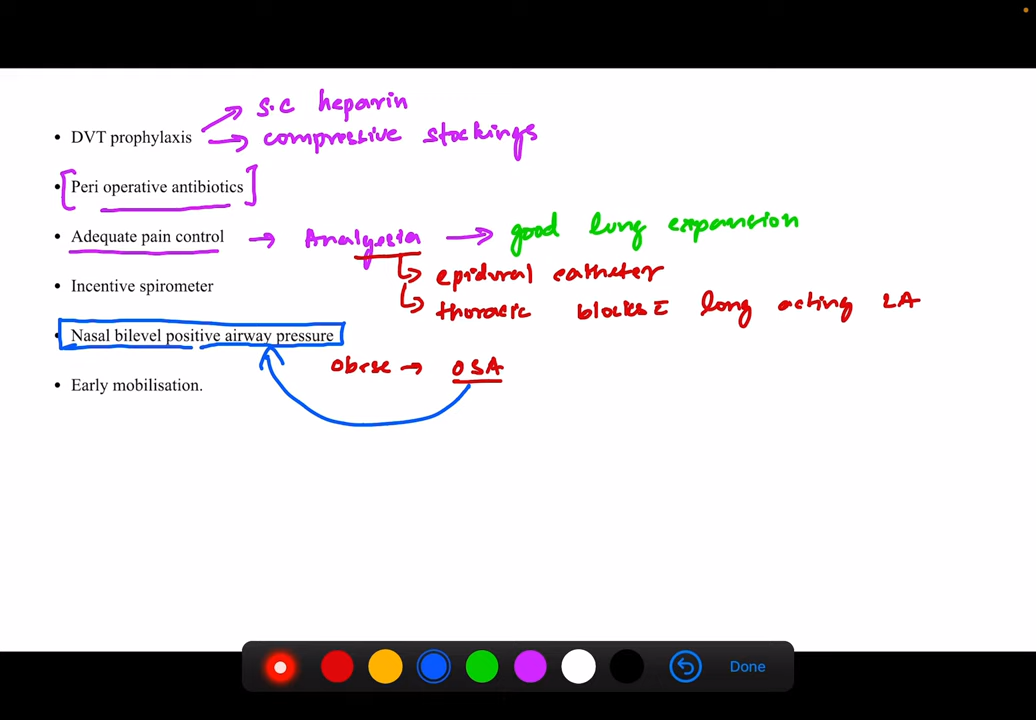 s.c heparin
• DVT prophylaxis
compressive stockings
• Peri operative antibiotics
• Adequate pain control → Analgesia → good lung expansion
epidural catheter
• Incentive spirometer
thoracic blocks c̄ long acting LA
• Nasal bilevel positive airway pressure
Obese → OSA
• Early mobilisation.
Done